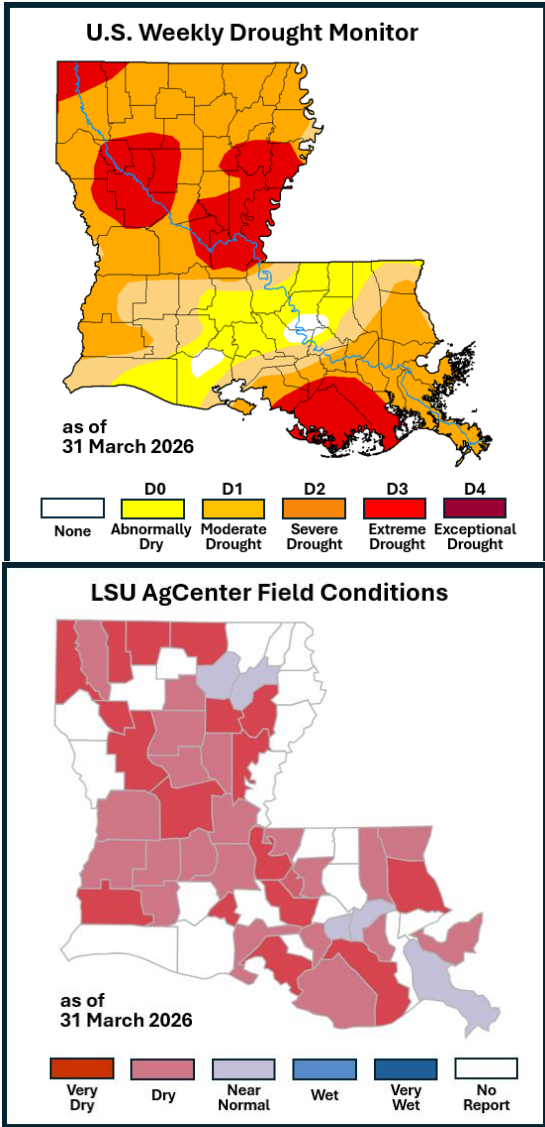 U.S. Weekly Drought Monitor
as of
31 March 2026
D0 D1 D2 D3 D4
None Abnormally Dry Moderate Drought Severe Drought Extreme Drought Exceptional Drought
LSU AgCenter Field Conditions
as of
31 March 2026
Very Dry Dry Near Normal Wet Very Wet No Report